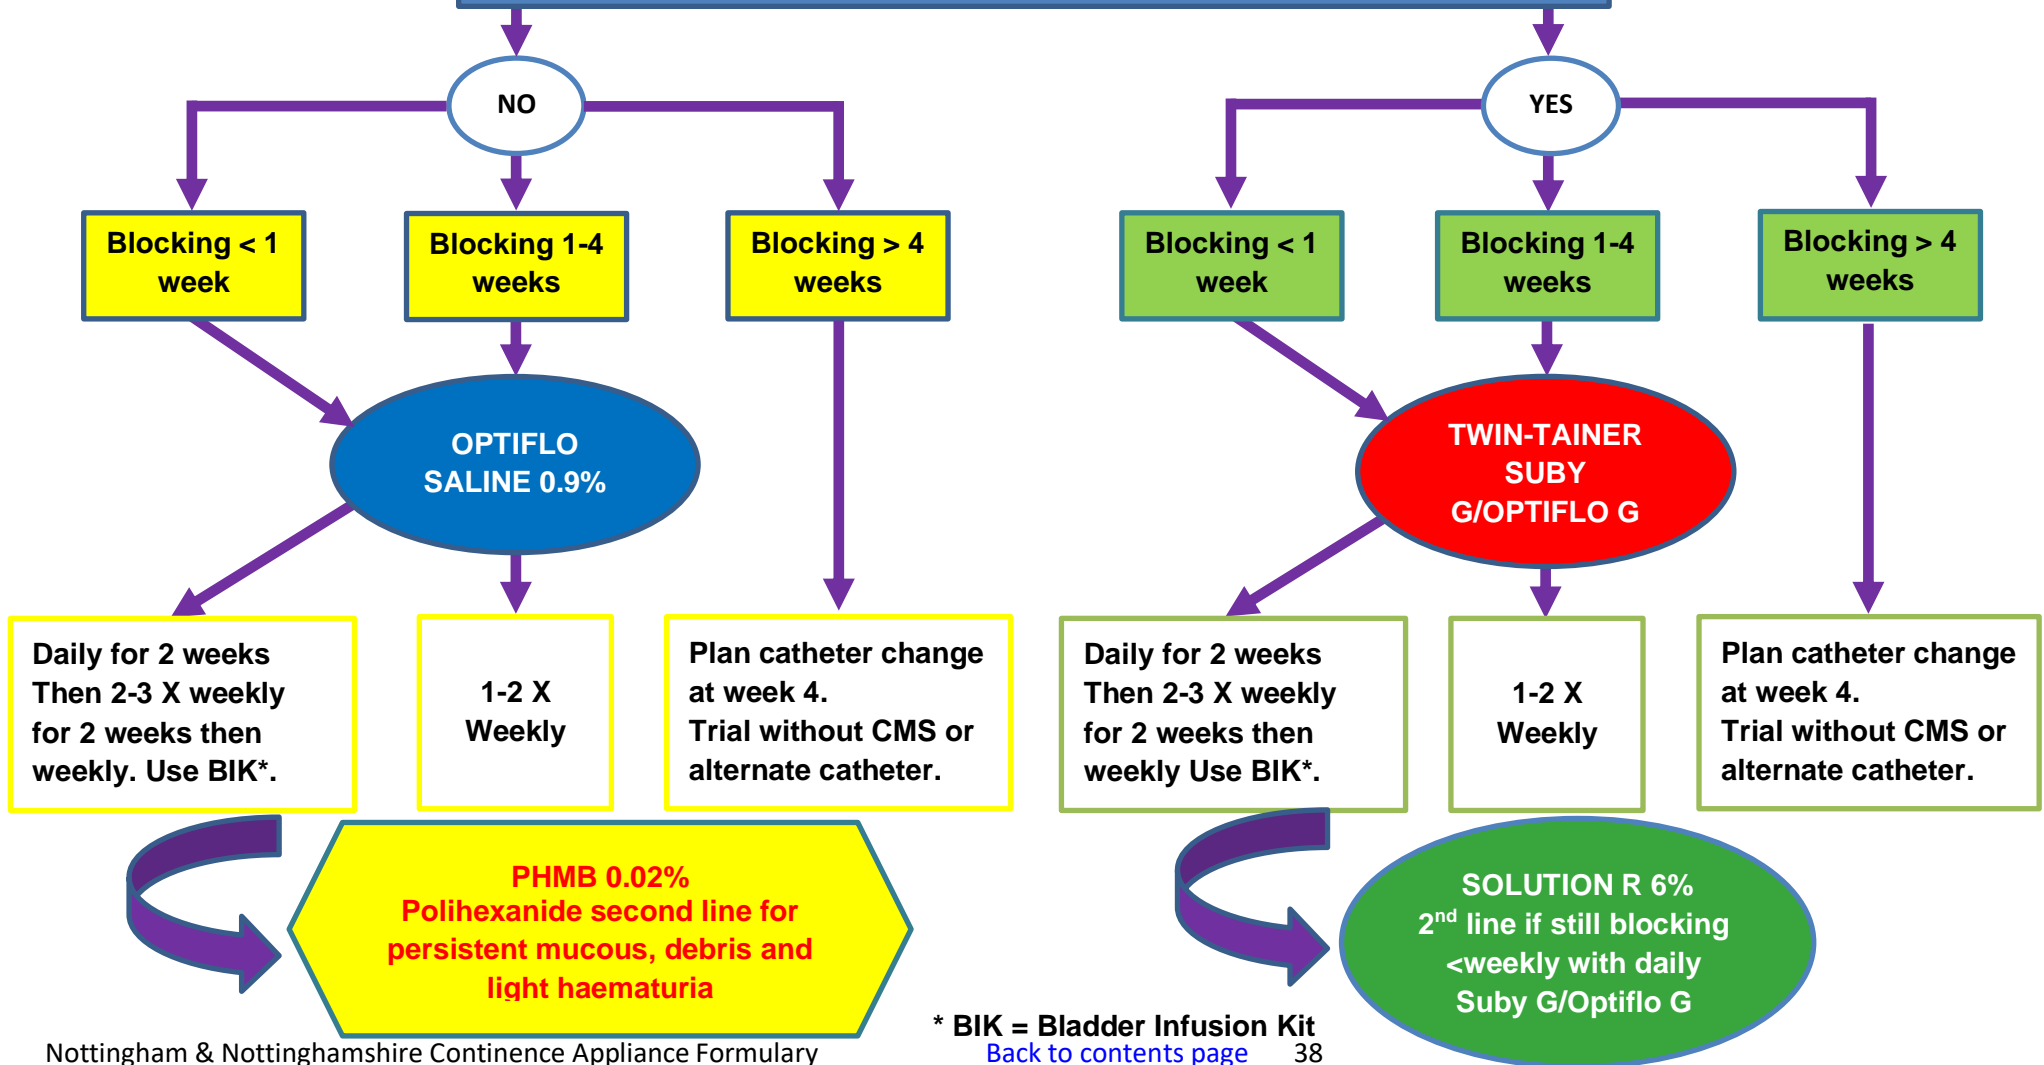 NO
YES
Blocking < 1
week
Blocking 1-4
weeks
Blocking > 4
weeks
Blocking < 1
week
Blocking 1-4
weeks
Blocking > 4
weeks
OPTIFLO
SALINE 0.9%
TWIN-TAINER
SUBY
G/OPTIFLO G
Daily for 2 weeks
Then 2-3 X weekly
for 2 weeks then
weekly. Use BIK*.
1-2 X
Weekly
Plan catheter change
at week 4.
Trial without CMS or
alternate catheter.
Daily for 2 weeks
Then 2-3 X weekly
for 2 weeks then
weekly Use BIK*.
1-2 X
Weekly
Plan catheter change
at week 4.
Trial without CMS or
alternate catheter.
PHMB 0.02%
Polihexanide second line for
persistent mucous, debris and
light haematuria
SOLUTION R 6%
2nd line if still blocking
<weekly with daily
Suby G/Optiflo G
* BIK = Bladder Infusion Kit
Nottingham & Nottinghamshire Continence Appliance Formulary
Back to contents page 38